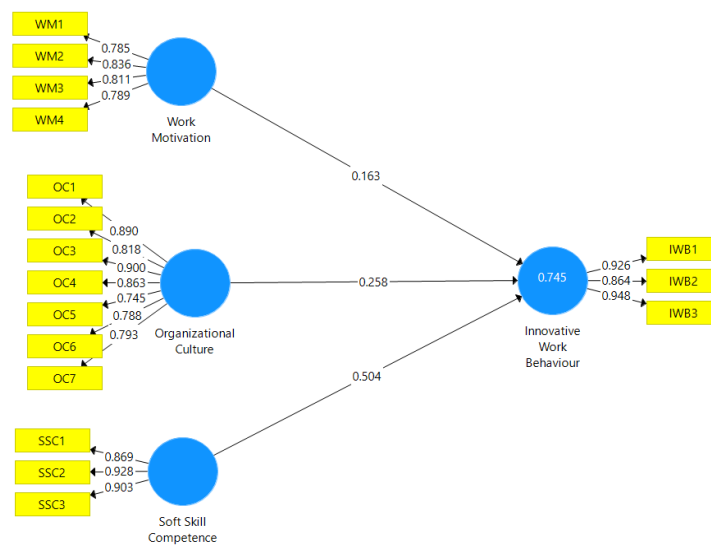 WM1
0.785
WM2
0.836
WM3
0.811
WM4
0.789
Work
Motivation
0.163
OC1
0.890
OC2
0.818
OC3
0.900
OC4
0.863
OC5
0.745
OC6
0.788
OC7
0.793
Organizational
Culture
0.258
0.745
Innovative
Work
Behaviour
IWB1
0.926
IWB2
0.864
IWB3
0.948
0.504
SSC1
0.869
SSC2
0.928
SSC3
0.903
Soft Skill
Competence